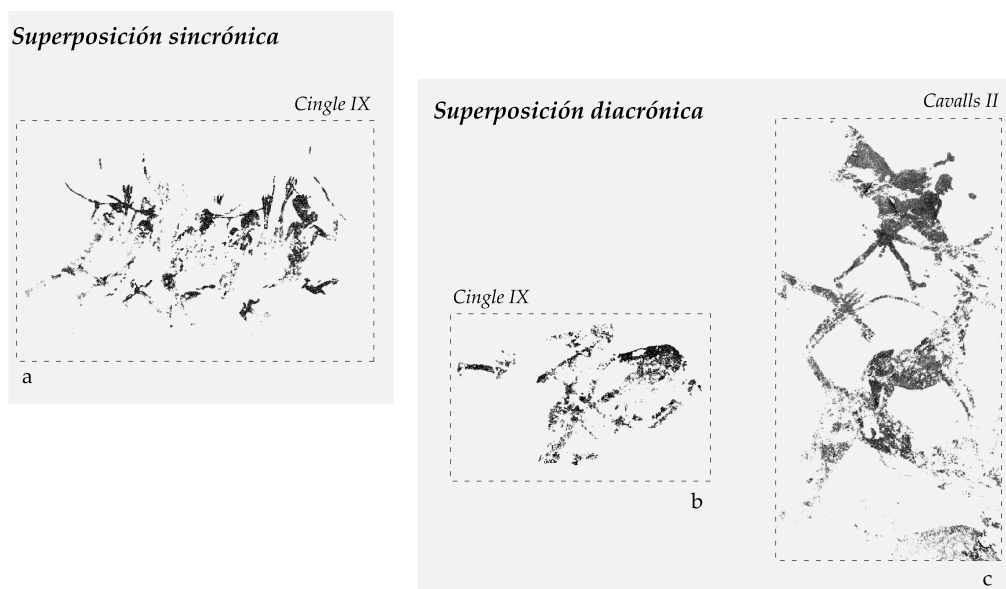 Superposición sincrónica
Cingle IX
a
Superposición diacrónica
Cingle IX
b
Cavalls II
c